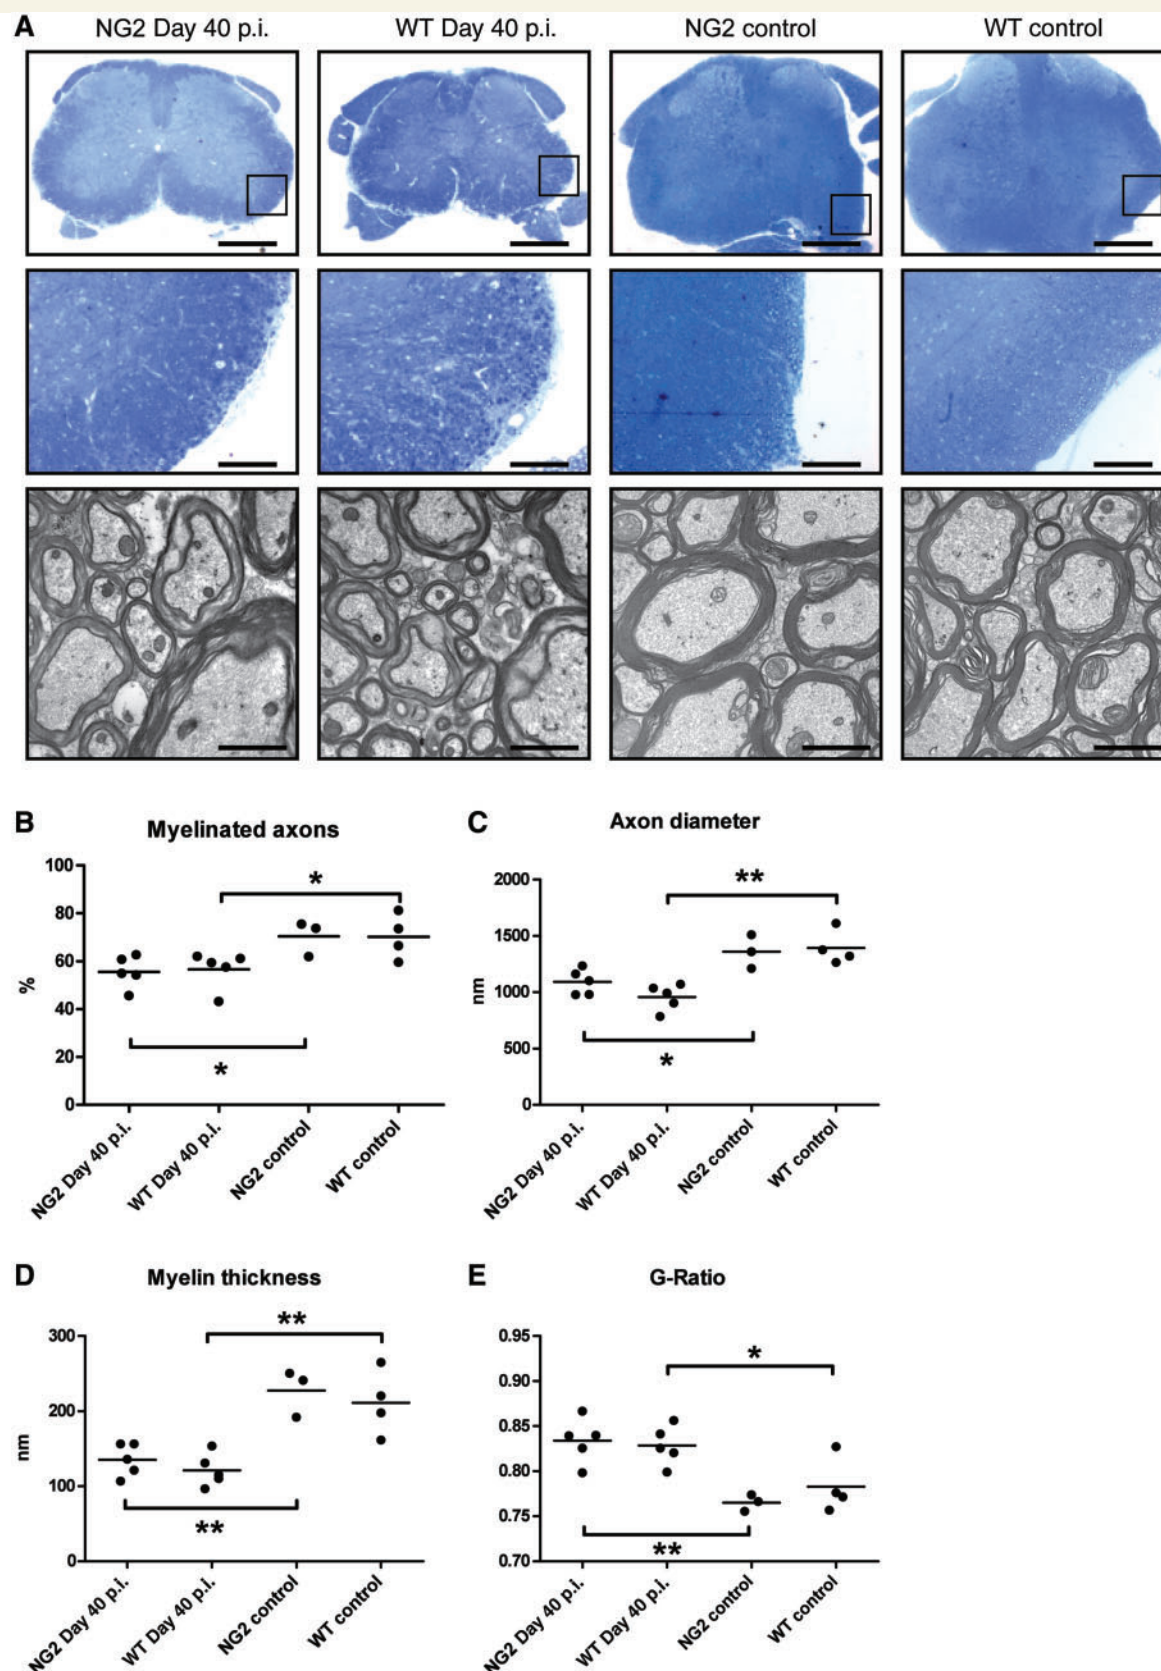 A
NG2 Day 40 p.i.
WT Day 40 p.i.
NG2 control
WT control
B
Myelinated axons
%
100
80
60
40
20
0
*
*
NG2 Day 40 p.i.
WT Day 40 p.i.
NG2 control
WT control
C
Axon diameter
nm
2000
1500
1000
500
0
**
*
NG2 Day 40 p.i.
WT Day 40 p.i.
NG2 control
WT control
D
Myelin thickness
nm
300
200
100
0
**
**
NG2 Day 40 p.i.
WT Day 40 p.i.
NG2 control
WT control
E
G-Ratio
0.95
0.90
0.85
0.80
0.75
0.70
*
**
NG2 Day 40 p.i.
WT Day 40 p.i.
NG2 control
WT control